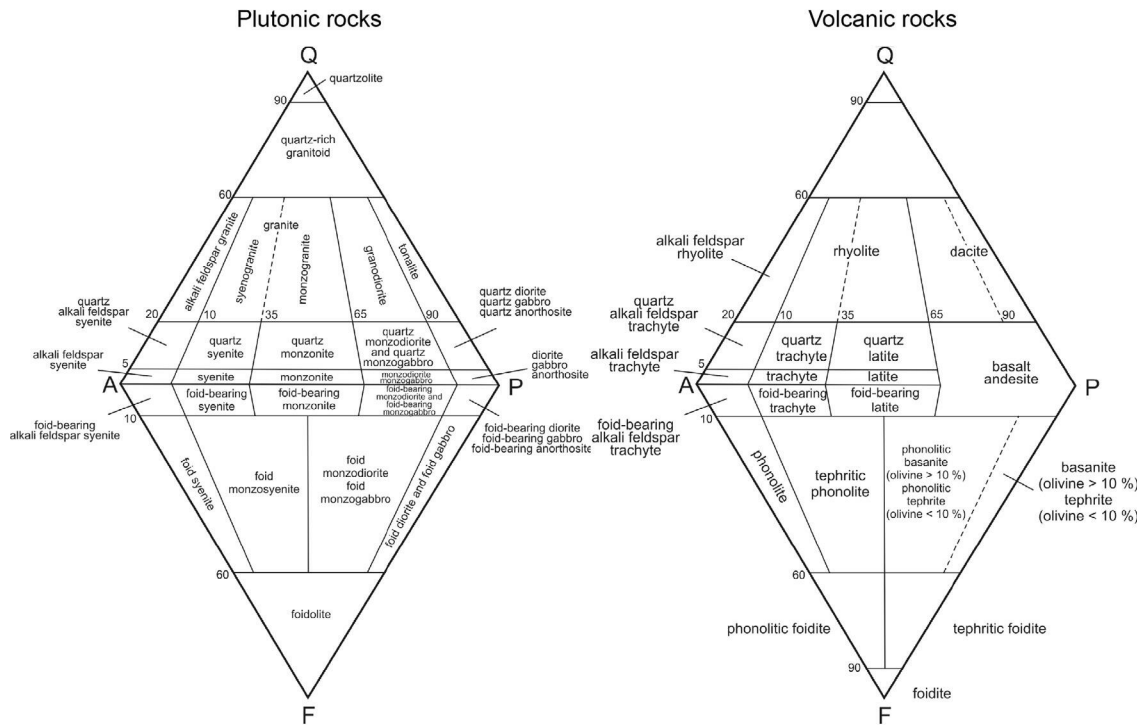 Plutonic rocks
Q
quartzolite
90
quartz-rich
granitoid
60
alkali feldspar granite
granite
syenogranite
monzogranite
granodiorite
tonalite
20
10
35
65
90
quartz
alkali feldspar
syenite
quartz
syenite
quartz
monzonite
quartz
monzodiorite
and quartz
monzogabbro
quartz diorite
quartz gabbro
quartz anorthosite
alkali feldspar
syenite
5
syenite
monzonite
monzodiorite
monzogabbro
diorite
gabbro
anorthosite
A
P
foid-bearing
alkali feldspar syenite
10
foid-bearing
syenite
foid-bearing
monzonite
foid-bearing
monzodiorite and
foid-bearing
monzogabbro
foid-bearing diorite
foid-bearing gabbro
foid-bearing anorthosite
foid syenite
foid
monzosyenite
foid
monzodiorite
foid
monzogabbro
foid diorite and foid gabbro
60
foidolite
F
Volcanic rocks
Q
90
60
alkali feldspar
rhyolite
rhyolite
dacite
20
10
35
65
90
quartz
alkali feldspar
trachyte
quartz
trachyte
quartz
latite
alkali feldspar
trachyte
5
trachyte
latite
basalt
andesite
A
P
foid-bearing
alkali feldspar
trachyte
10
foid-bearing
trachyte
foid-bearing
latite
phonolite
tephritic
phonolite
phonolitic
basanite
(olivine > 10 %)
phonolitic
tephrite
(olivine < 10 %)
basanite
(olivine > 10 %)
tephrite
(olivine < 10 %)
60
phonolitic foidite
tephritic foidite
90
foidite
F